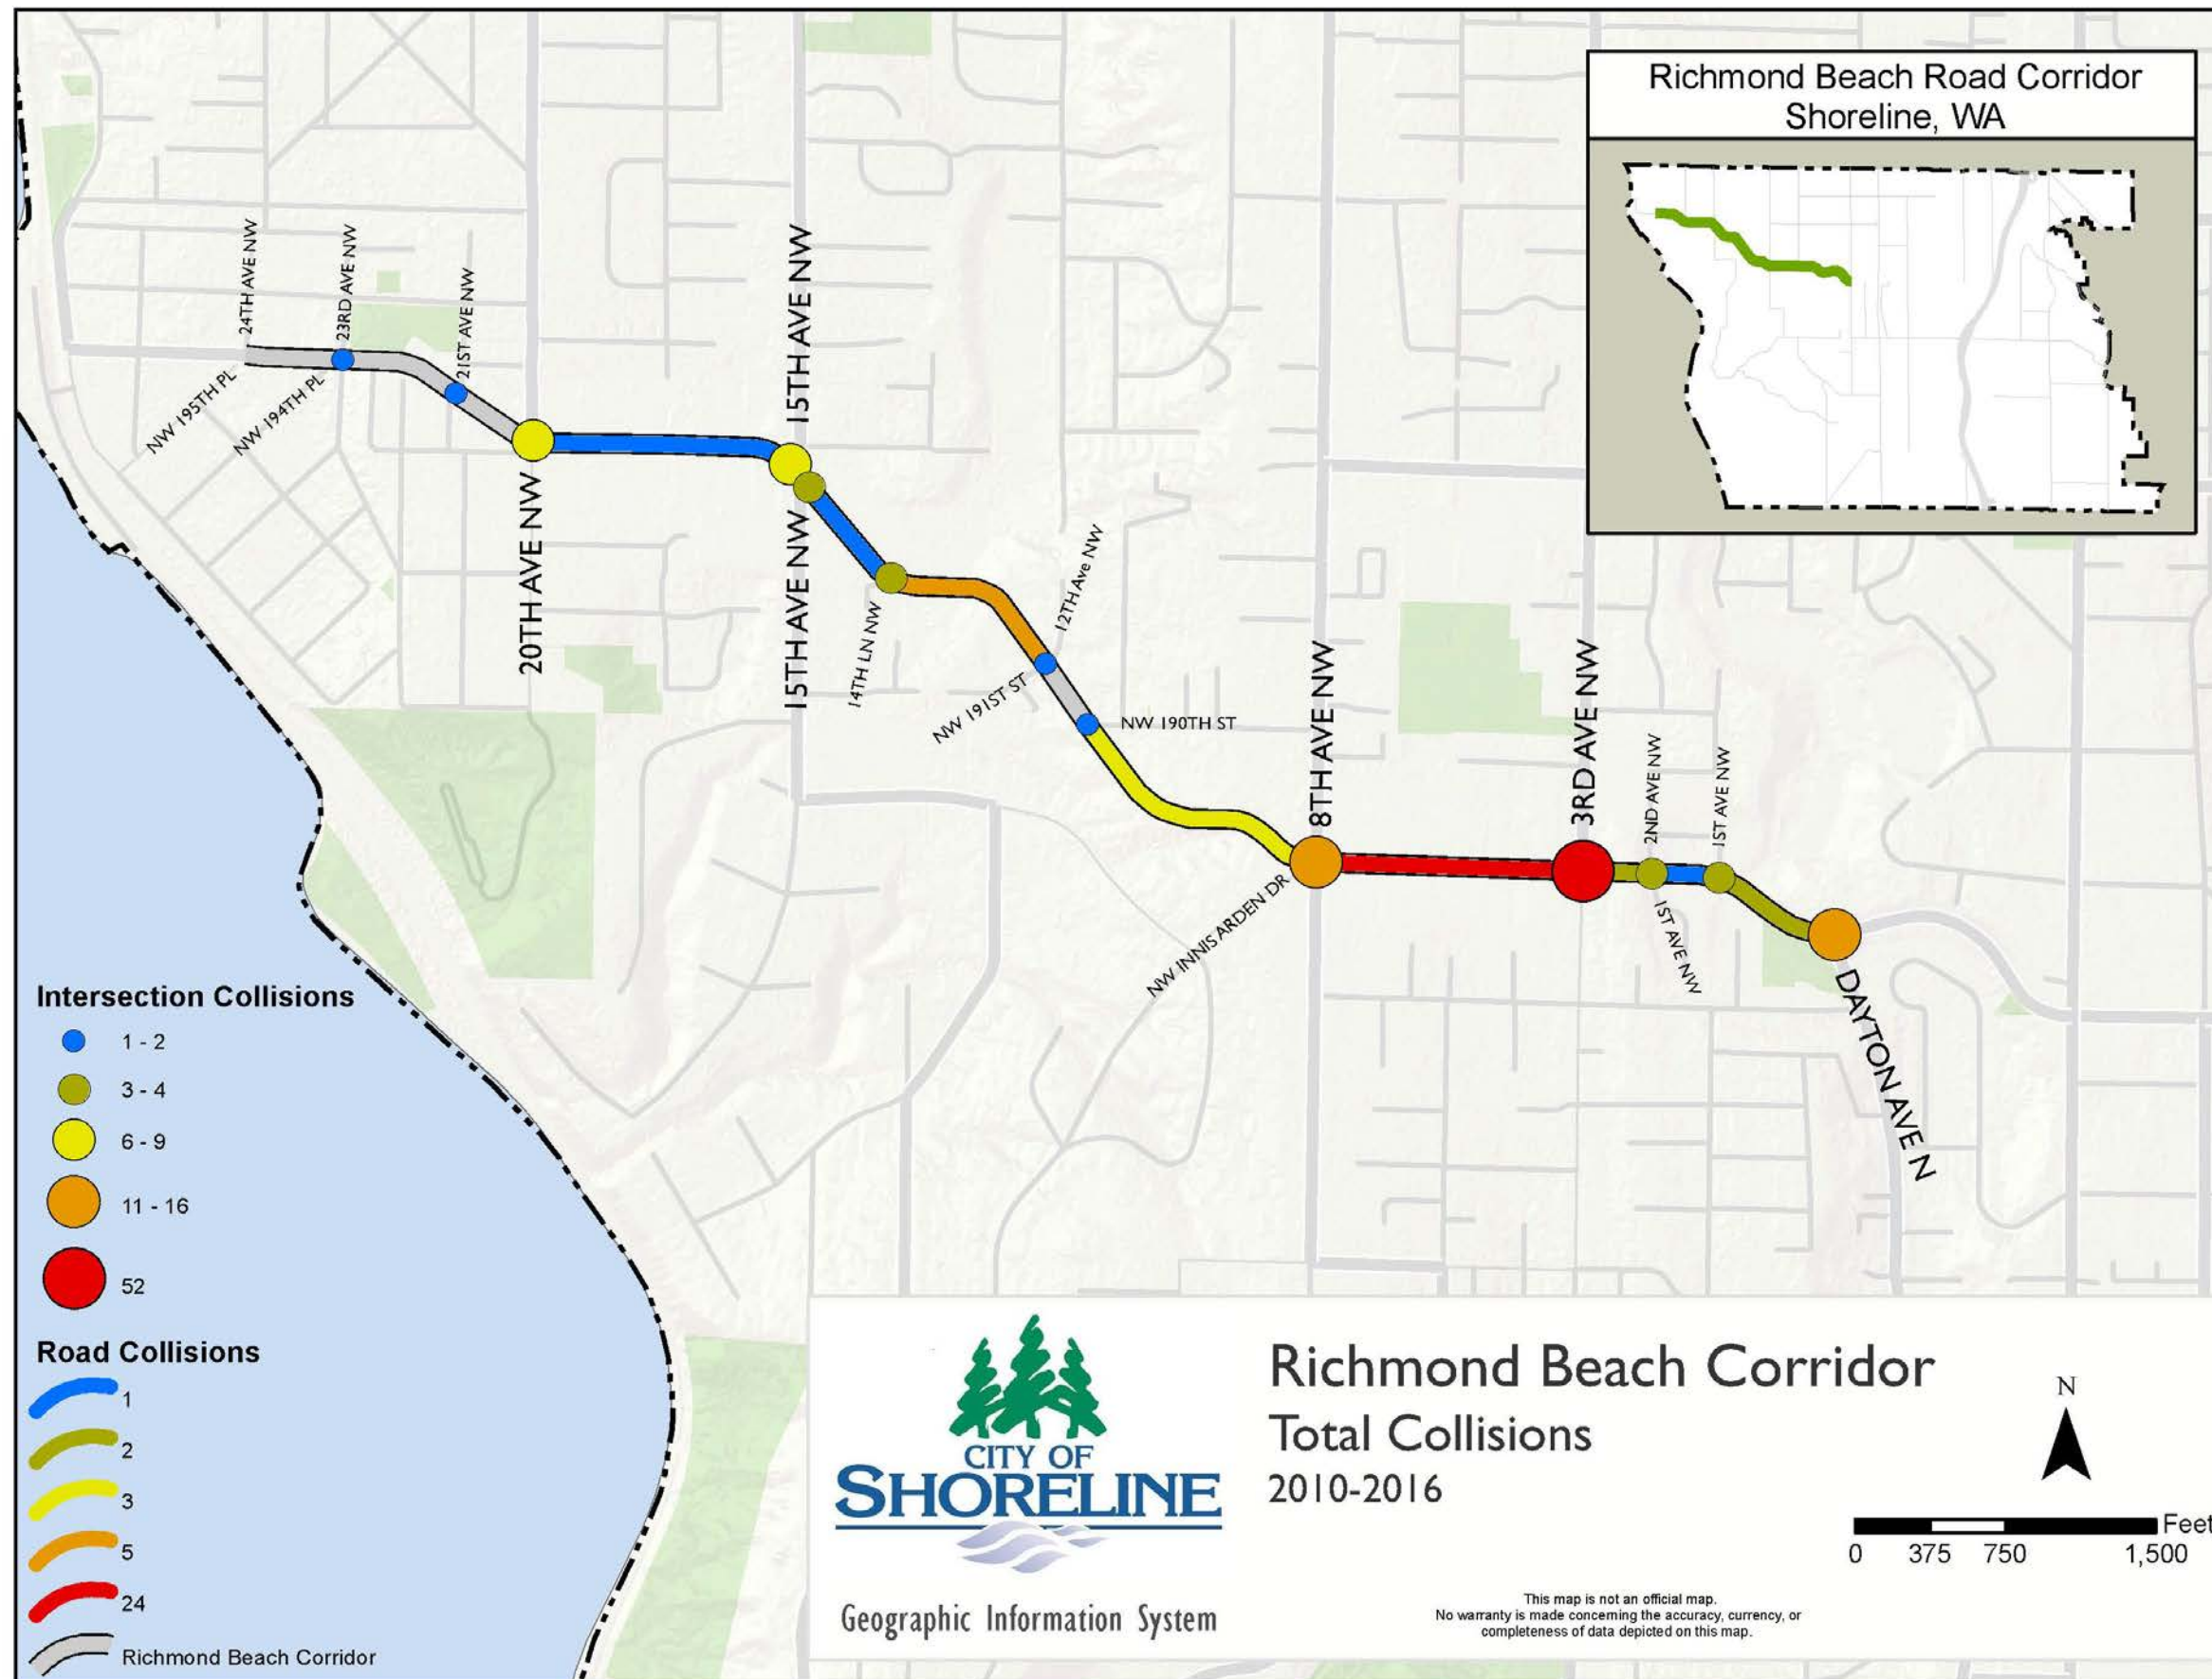 Richmond Beach Road Corridor
Shoreline, WA
24TH AVE NW
23RD AVE NW
21ST AVE NW
15TH AVE NW
NW 195TH PL
NW 194TH PL
20TH AVE NW
15TH AVE NW
14TH LN NW
12TH Ave NW
NW 191ST ST
NW 190TH ST
8TH AVE NW
3RD AVE NW
2ND AVE NW
1ST AVE NW
NW INNIS ARDEN DR
1ST AVE NW
DAYTON AVE N
Intersection Collisions
1 - 2
3 - 4
6 - 9
11 - 16
52
Road Collisions
1
2
3
5
24
Richmond Beach Corridor
CITY OF
SHORELINE
Geographic Information System
Richmond Beach Corridor
Total Collisions
2010-2016
N
Feet
0 375 750 1,500
This map is not an official map.
No warranty is made concerning the accuracy, currency, or
completeness of data depicted on this map.